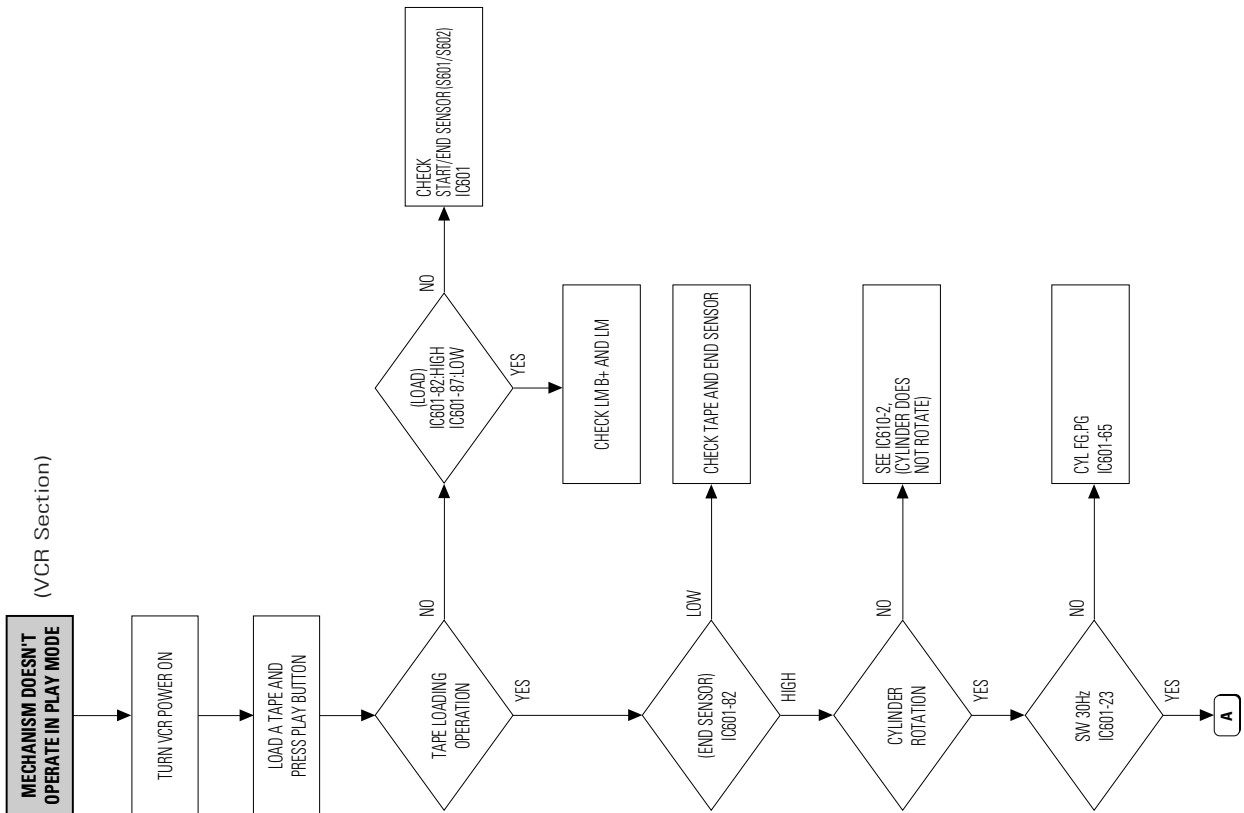 MECHANISM DOESN'T
OPERATE IN PLAY MODE
(VCR Section)
TURN VCR POWER ON
LOAD A TAPE AND
PRESS PLAY BUTTON
TAPE LOADING
OPERATION
NO
YES
(LOAD)
IC601-82:HIGH
IC601-87:LOW
NO
YES
CHECK
START/END SENSOR(S601/S602)
IC601
CHECK LM B+ AND LM
(END SENSOR)
IC601-82
LOW
HIGH
CHECK TAPE AND END SENSOR
CYLINDER
ROTATION
NO
YES
SEE IC610-2,
(CYLINDER DOES
NOT ROTATE)
SW 30Hz
IC601-23
NO
YES
CYL FG.PG
IC601-65
A